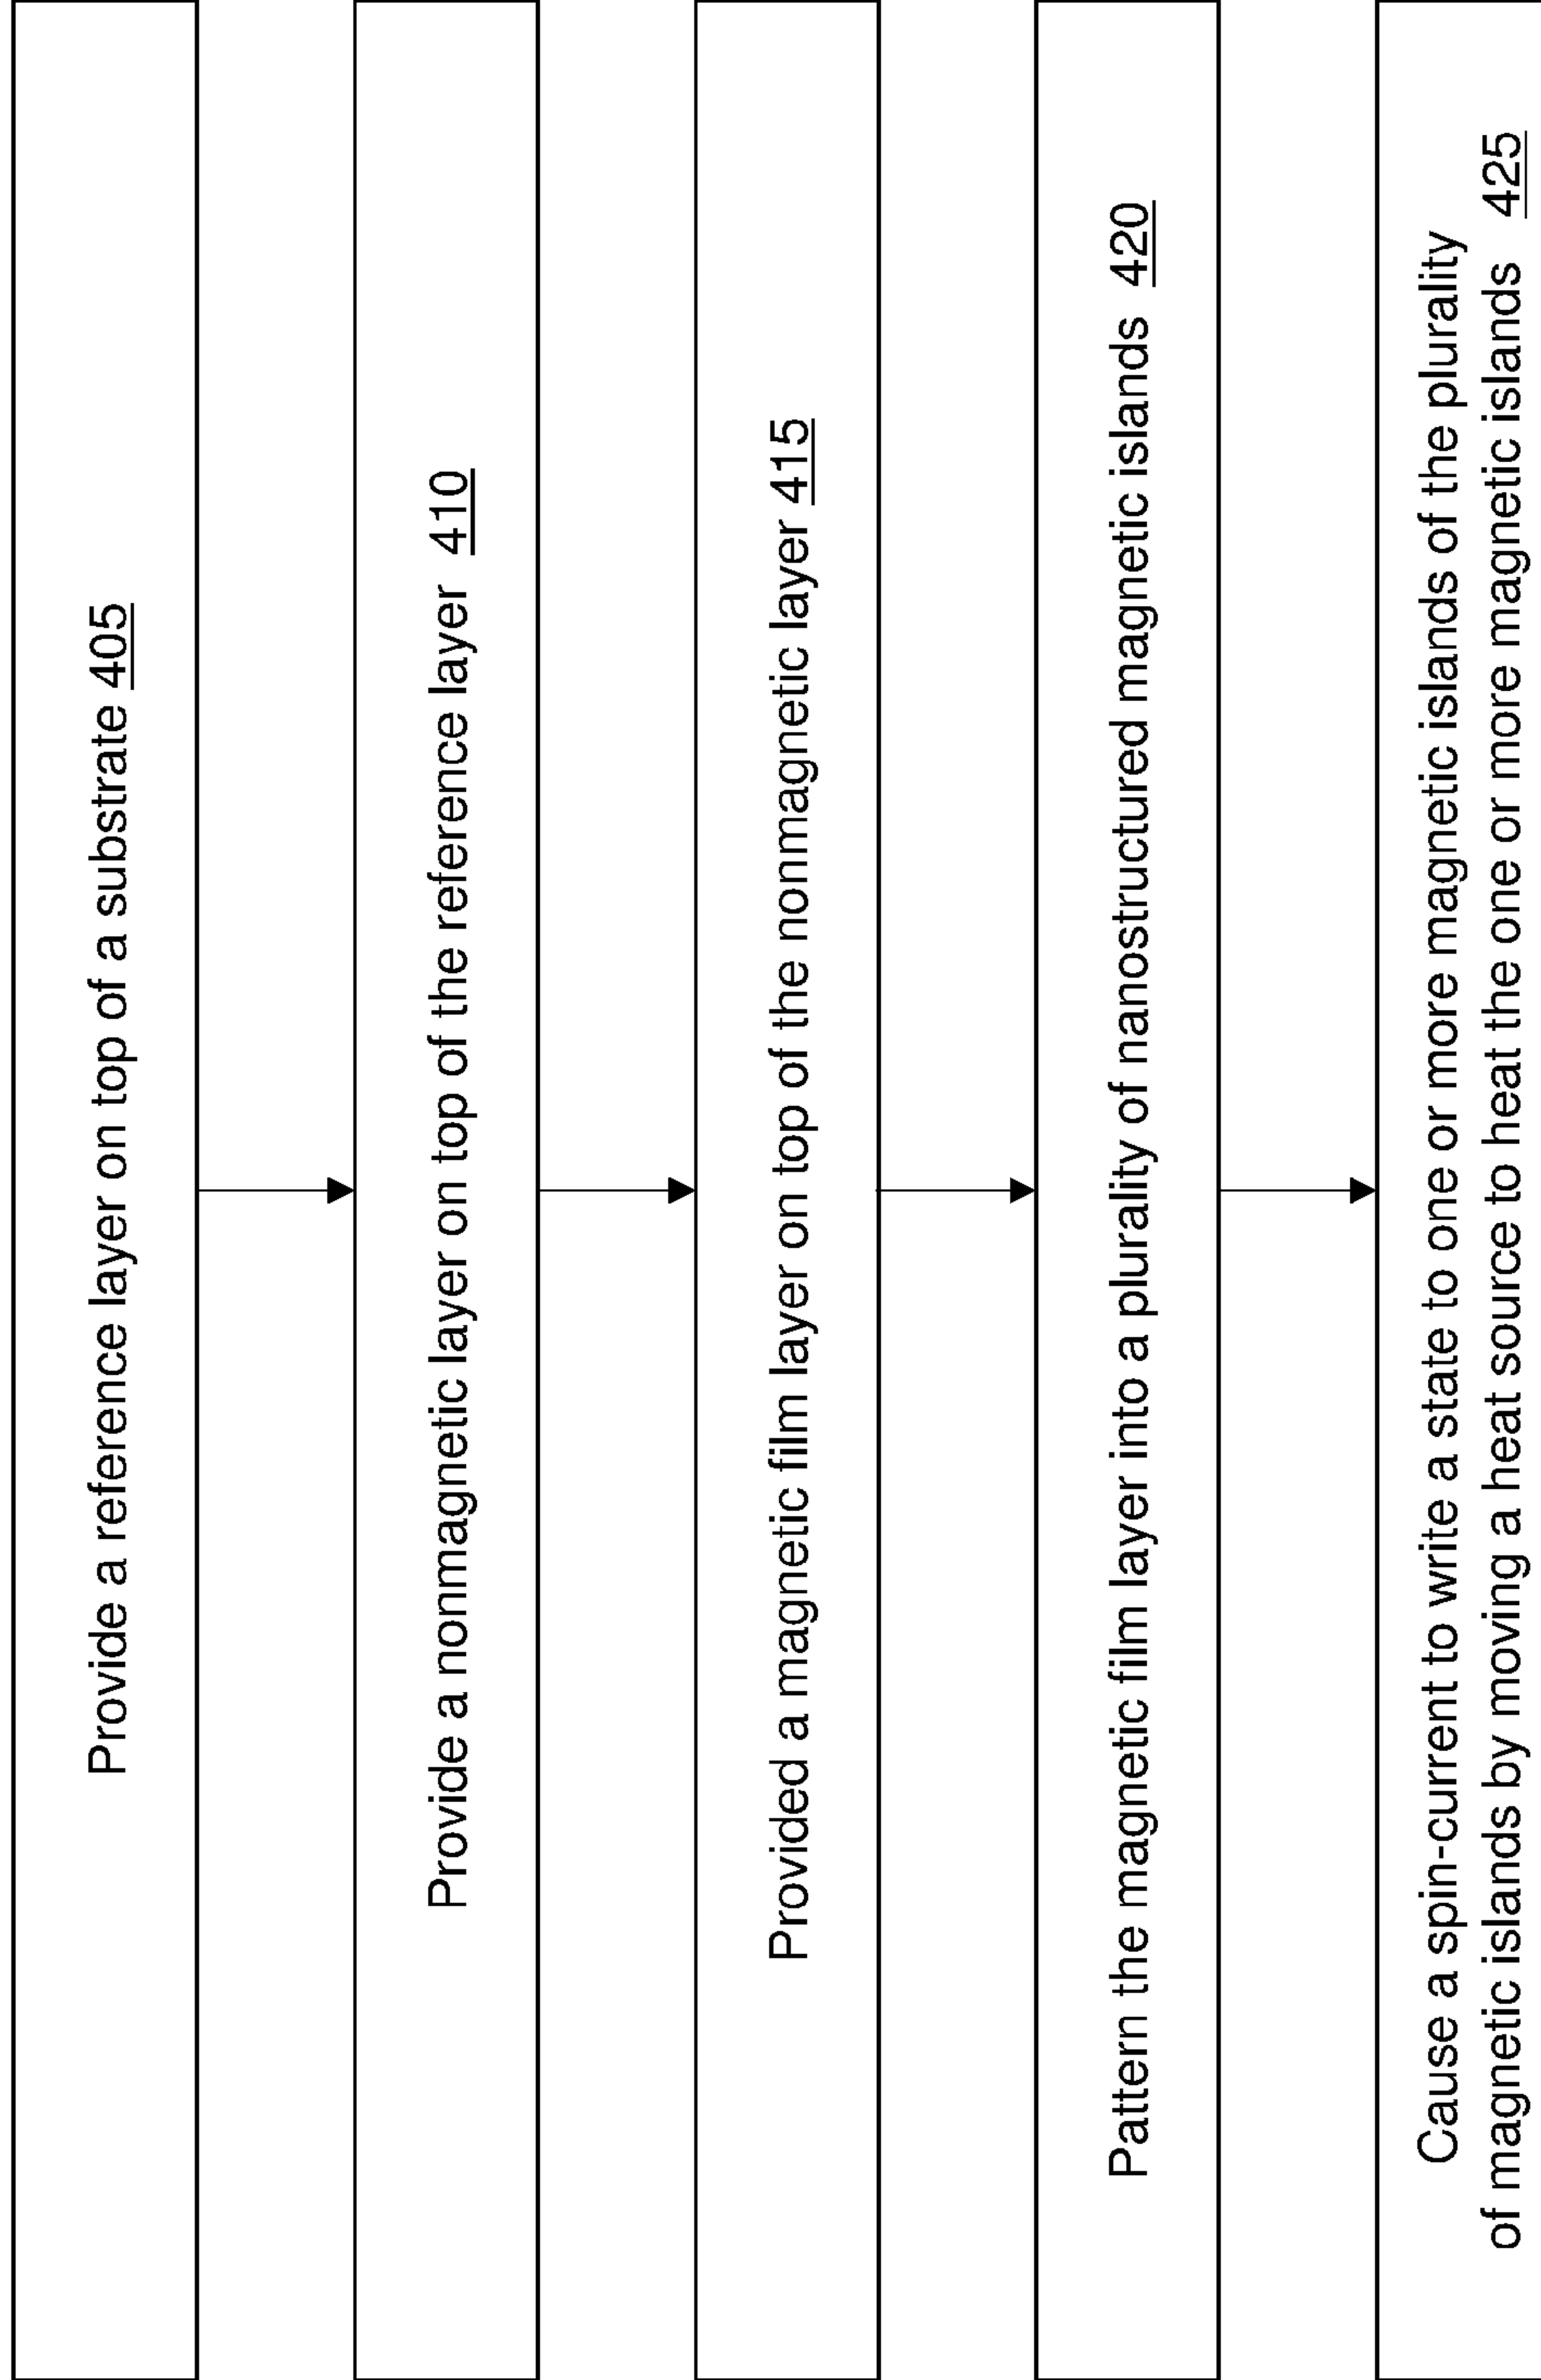 Provide a reference layer on top of a substrate 405
Provide a nonmagnetic layer on top of the reference layer 410
Provided a magnetic film layer on top of the nonmagnetic layer 415
Pattern the magnetic film layer into a plurality of nanostructured magnetic islands 420
Cause a spin-current to write a state to one or more magnetic islands of the plurality
of magnetic islands by moving a heat source to heat the one or more magnetic islands 425